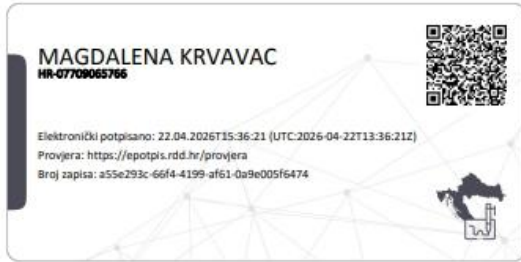 MAGDALENA KRVAVAC
HR-07709065766
Elektronički potpisano: 22.04.2026T15:36:21 (UTC:2026-04-22T13:36:21Z)
Provjera: https://epotpis.rdd.hr/provjera
Broj zapisa: a55e293c-66f4-4199-af61-0a9e005f6474